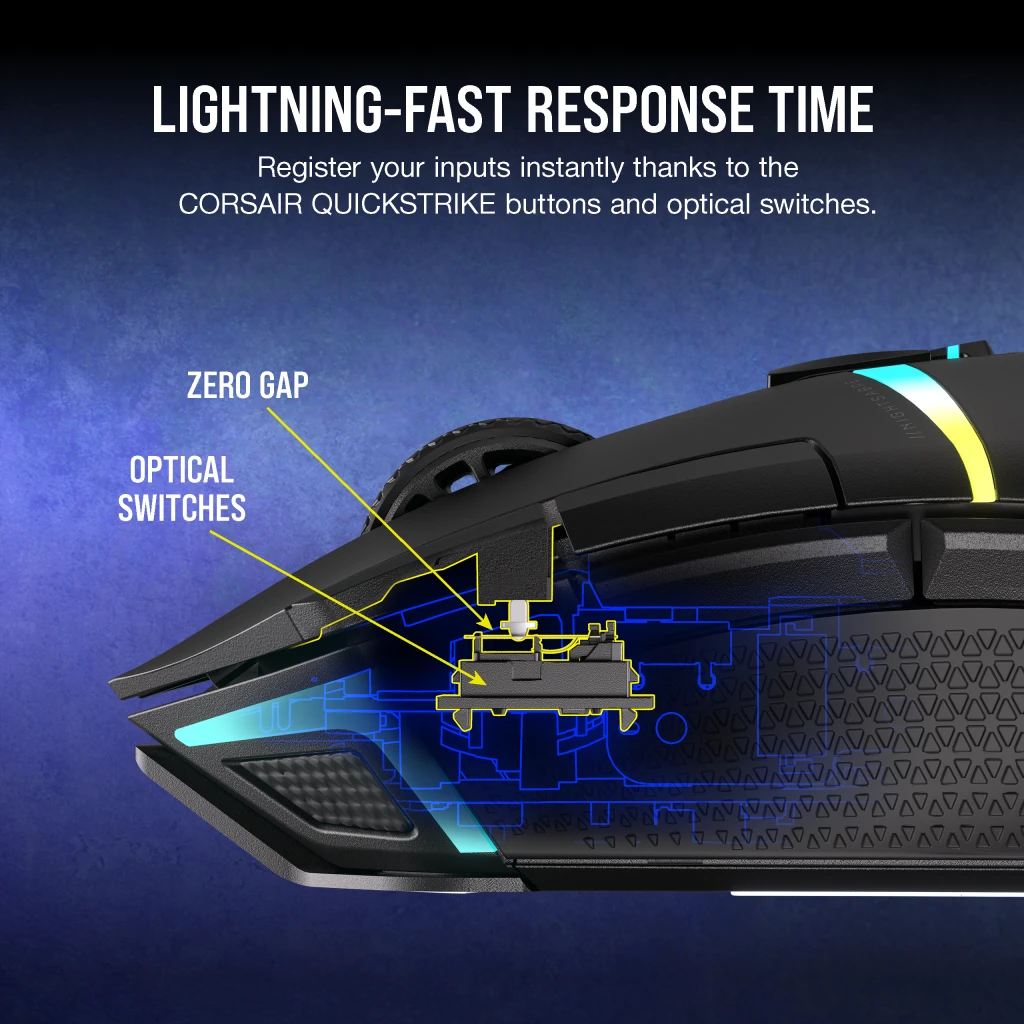 LIGHTNING-FAST RESPONSE TIME
Register your inputs instantly thanks to the
CORSAIR QUICKSTRIKE buttons and optical switches.
ZERO GAP
OPTICAL
SWITCHES
//NIGHTSABRE